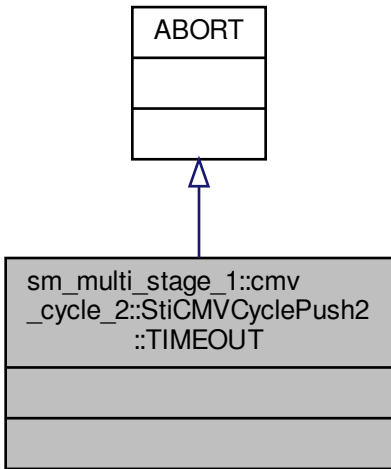 ABORT
sm_multi_stage_1::cmv
_cycle_2::StiCMVCyclePush2
::TIMEOUT